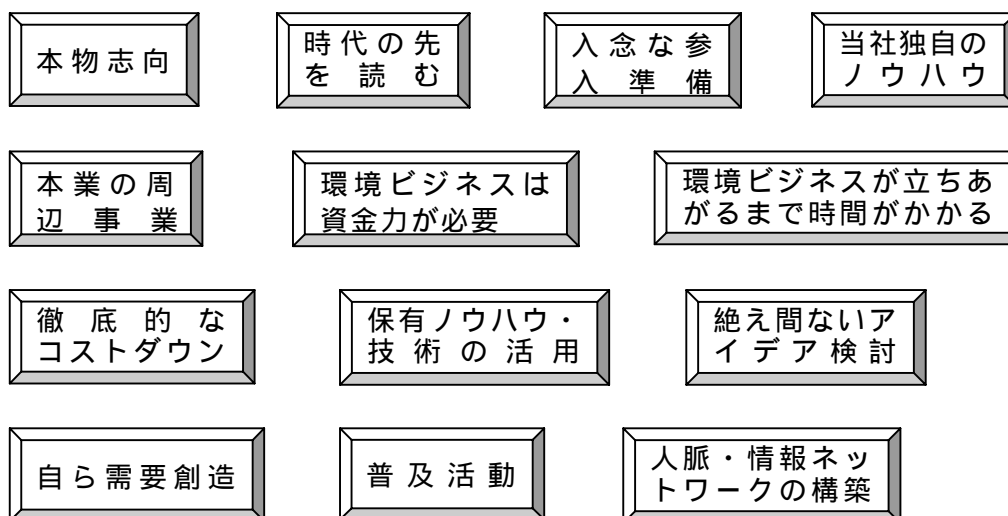 本物志向
時代の先
を読む
入念な参
入準備
当社独自の
ノウハウ
本業の周
辺事業
環境ビジネスは
資金力が必要
環境ビジネスが立ちあ
がるまで時間がかかる
徹底的な
コストダウン
保有ノウハウ・
技術の活用
絶え間ないア
イデア検討
自ら需要創造
普及活動
人脈・情報ネッ
トワークの構築